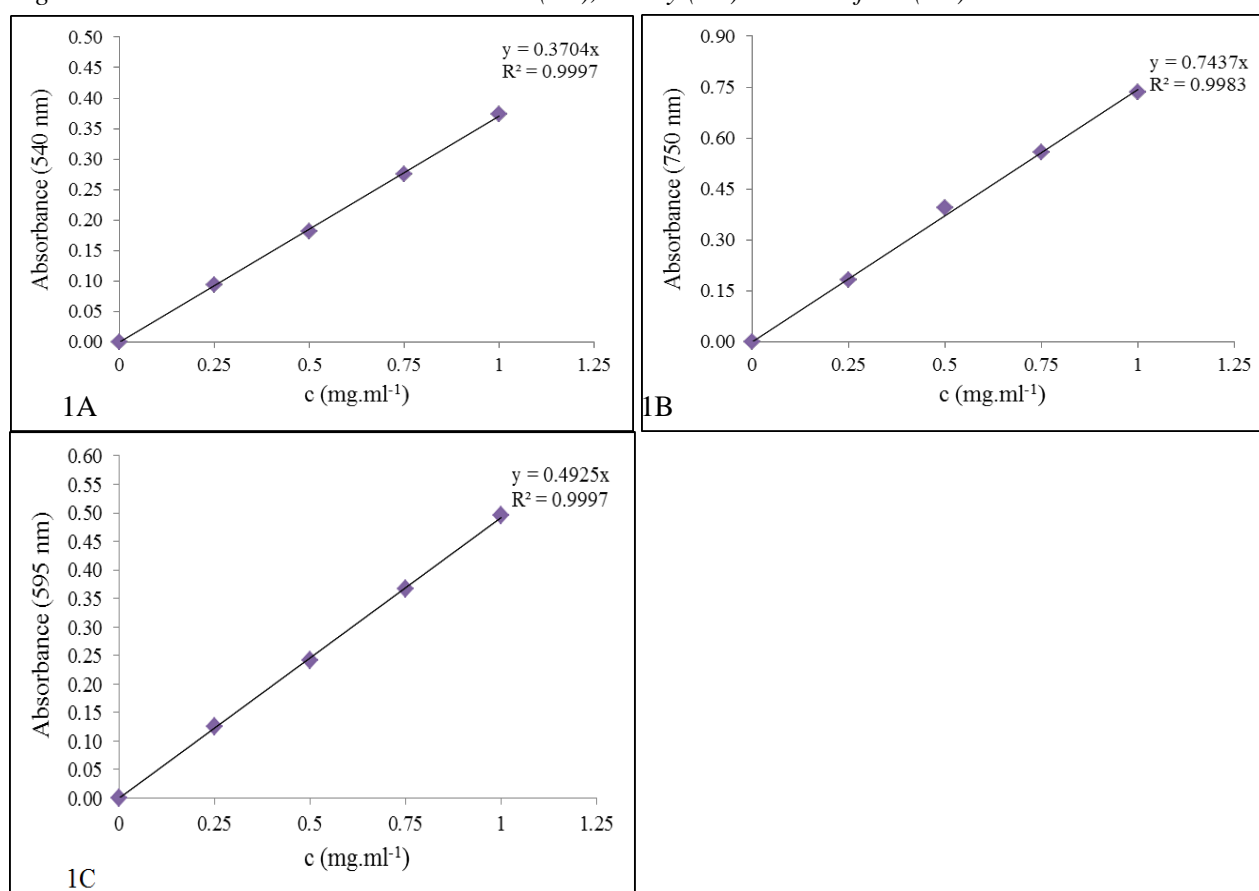 y = 0.3704x
R² = 0.9997
0.50
0.45
0.40
0.35
0.30
0.25
0.20
0.15
0.10
0.05
0.00
Absorbance (540 nm)
0 0.25 0.5 0.75 1 1.25
c (mg.ml⁻¹)
1A
y = 0.7437x
R² = 0.9983
0.90
0.75
0.60
0.45
0.30
0.15
0.00
Absorbance (750 nm)
0 0.25 0.5 0.75 1 1.25
c (mg.ml⁻¹)
1B
y = 0.4925x
R² = 0.9997
0.60
0.55
0.50
0.45
0.40
0.35
0.30
0.25
0.20
0.15
0.10
0.05
0.00
Absorbance (595 nm)
0 0.25 0.5 0.75 1 1.25
c (mg.ml⁻¹)
1C